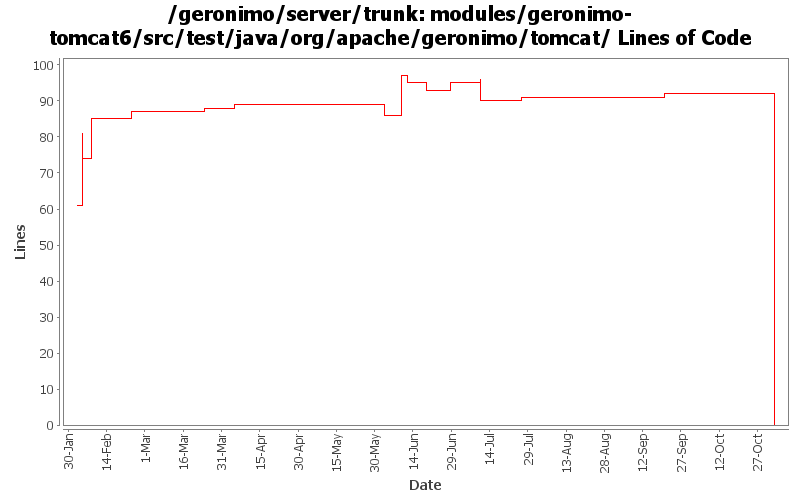 /geronimo/server/trunk: modules/geronimo-
tomcat6/src/test/java/org/apache/geronimo/tomcat/ Lines of Code
100
90
80
70
60
50
40
30
20
10
0
Lines
30-Jan
14-Feb
1-Mar
16-Mar
31-Mar
15-Apr
30-Apr
15-May
30-May
14-Jun
29-Jun
14-Jul
29-Jul
13-Aug
28-Aug
12-Sep
27-Sep
12-Oct
27-Oct
Date